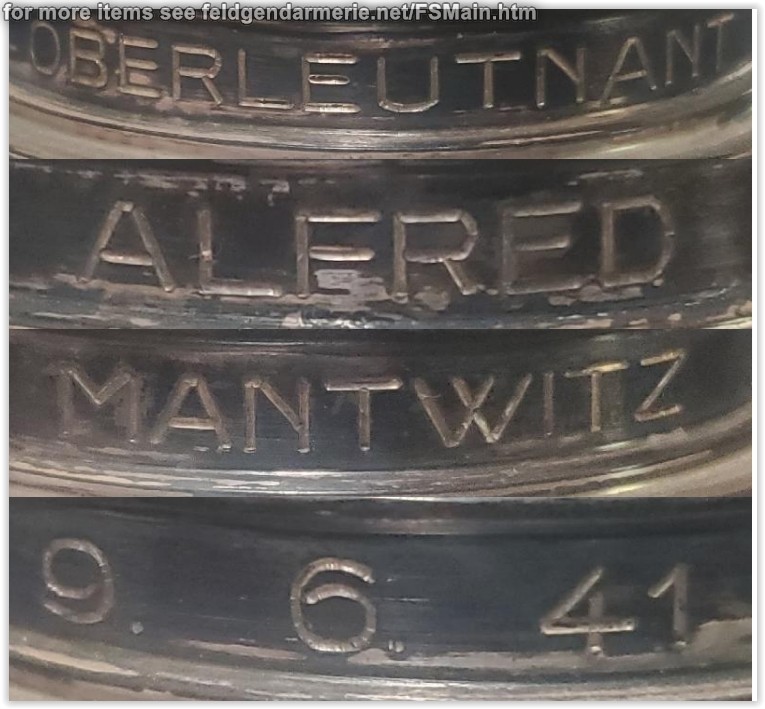 for more items see feldgendarmerie.net/FSMain.htm
OBERLEUTNANT
ALFRED
MANTWITZ
9. 6. 41